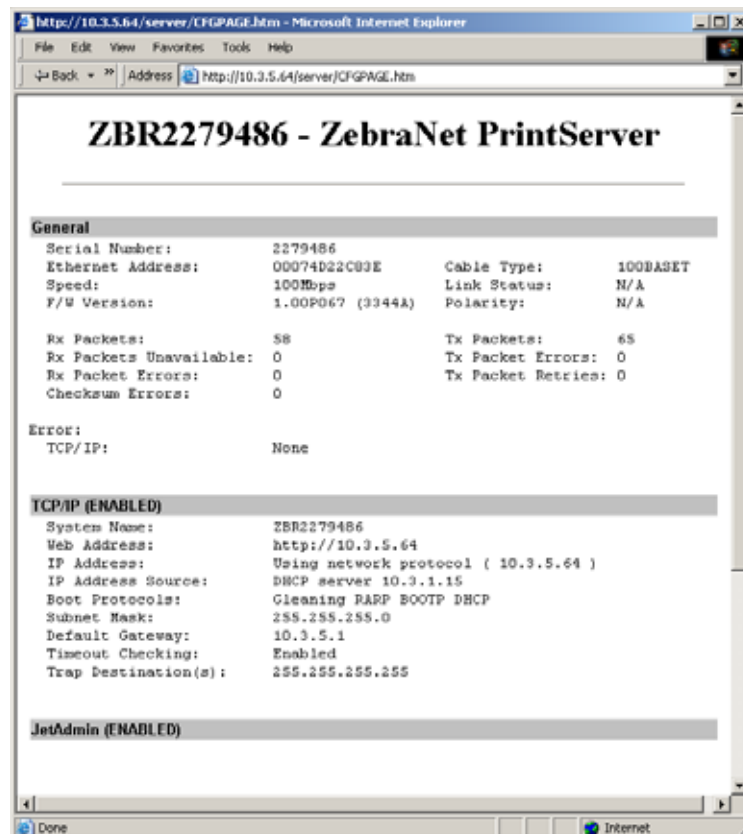 http://10.3.5.64/server/CFGPAGE.htm - Microsoft Internet Explorer
File Edit View Favorites Tools Help
Back » Address http://10.3.5.64/server/CFGPAGE.htm
ZBR2279486 - ZebraNet PrintServer
General
Serial Number: 2279486
Ethernet Address: 00074D22C83E Cable Type: 100BASET
Speed: 100Mbps Link Status: N/A
F/W Version: 1.00P067 (3344A) Polarity: N/A
Rx Packets: 58 Tx Packets: 65
Rx Packets Unavailable: 0 Tx Packet Errors: 0
Rx Packet Errors: 0 Tx Packet Retries: 0
Checksum Errors: 0
Error:
TCP/IP: None
TCP/IP (ENABLED)
System Name: ZBR2279486
Web Address: http://10.3.5.64
IP Address: Using network protocol ( 10.3.5.64 )
IP Address Source: DHCP server 10.3.1.15
Boot Protocols: Gleaning RARP BOOTP DHCP
Subnet Mask: 255.255.255.0
Default Gateway: 10.3.5.1
Timeout Checking: Enabled
Trap Destination(s): 255.255.255.255
JetAdmin (ENABLED)
Done Internet